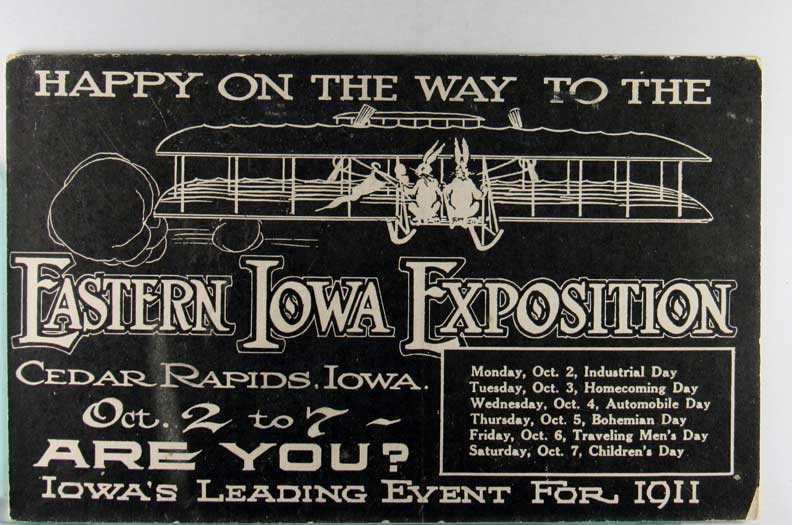 HAPPY ON THE WAY TO THE
EASTERN IOWA EXPOSITION
CEDAR RAPIDS, IOWA.
Oct. 2 to 7 ~
ARE YOU?
Monday, Oct. 2, Industrial Day
Tuesday, Oct. 3, Homecoming Day
Wednesday, Oct. 4, Automobile Day
Thursday, Oct. 5, Bohemian Day
Friday, Oct. 6, Traveling Men's Day
Saturday, Oct. 7, Children's Day
IOWA'S LEADING EVENT FOR 1911